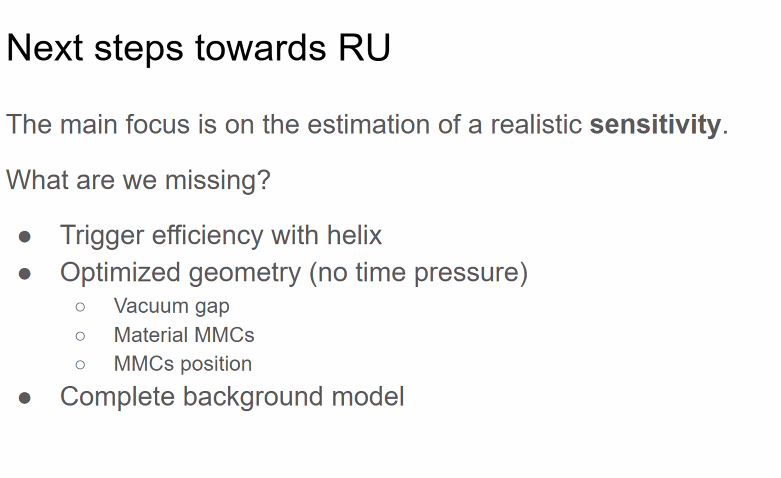 Next steps towards RU
The main focus is on the estimation of a realistic sensitivity.
What are we missing?
● Trigger efficiency with helix
● Optimized geometry (no time pressure)
○ Vacuum gap
○ Material MMCs
○ MMCs position
● Complete background model